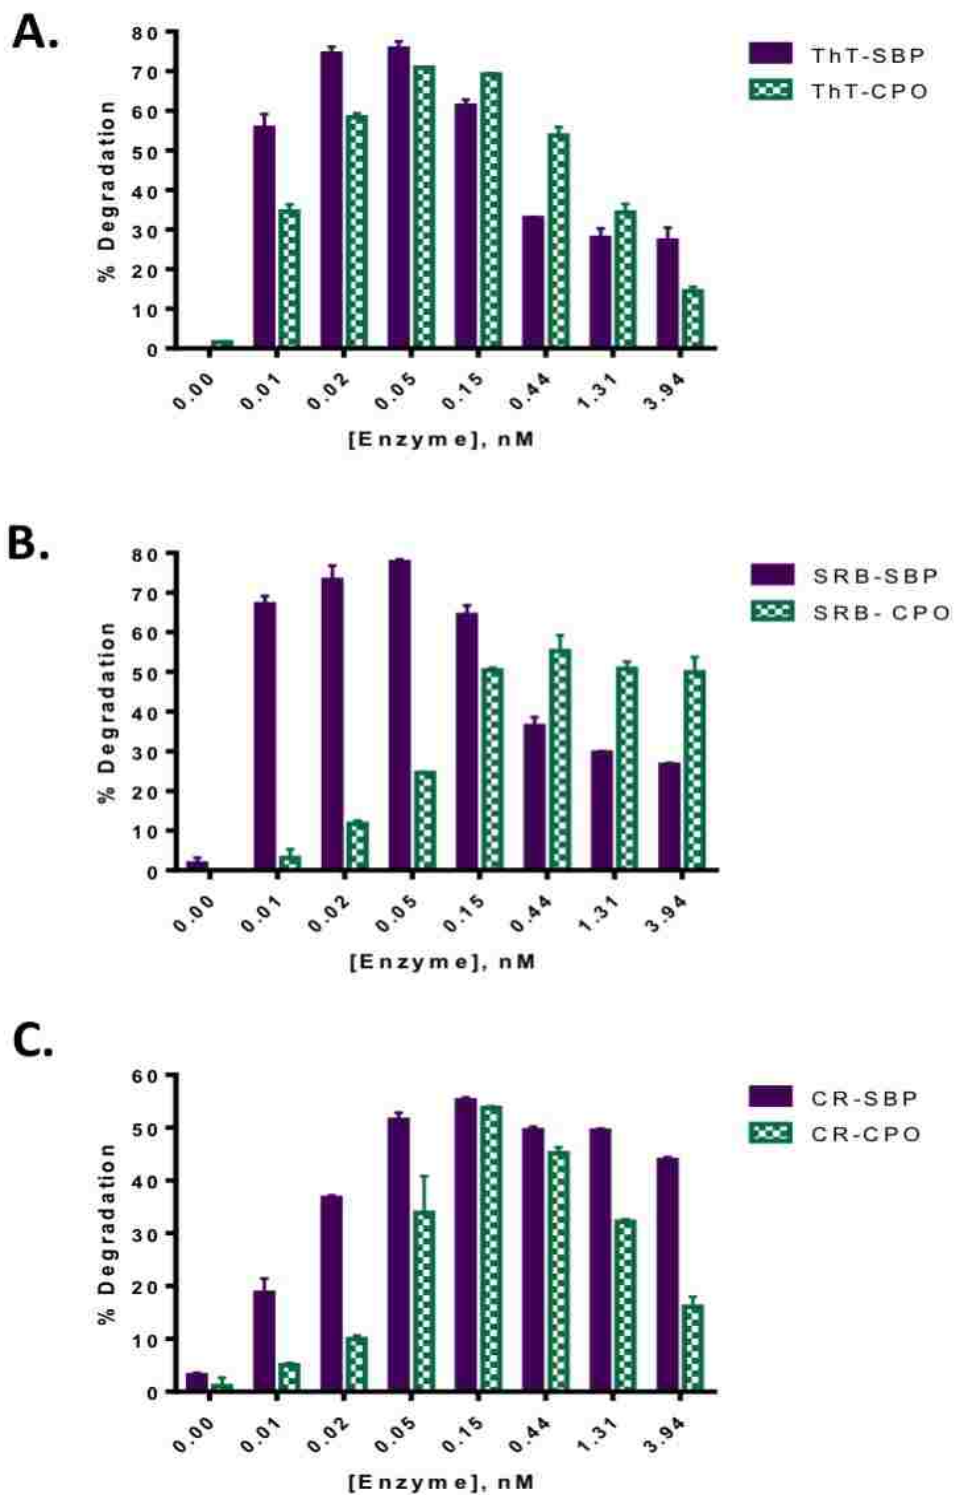 A.
80
70
60
50
40
30
20
10
0
% Degradation
0.00 0.01 0.02 0.05 0.15 0.44 1.31 3.94
[Enzyme], nM
ThT-SBP
ThT-CPO
B.
80
70
60
50
40
30
20
10
0
% Degradation
0.00 0.01 0.02 0.05 0.15 0.44 1.31 3.94
[Enzyme], nM
SRB-SBP
SRB- CPO
C.
60
50
40
30
20
10
0
% Degradation
0.00 0.01 0.02 0.05 0.15 0.44 1.31 3.94
[Enzyme], nM
CR-SBP
CR-CPO